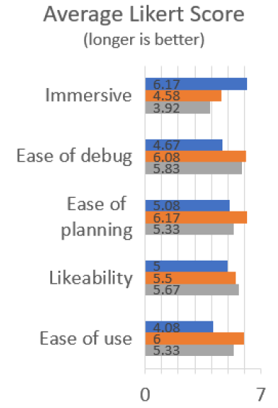 Average Likert Score
(longer is better)
Immersive
6.17
4.58
3.92
Ease of debug
4.67
6.08
5.83
Ease of
planning
5.08
6.17
5.33
Likeability
5
5.5
5.67
Ease of use
4.08
6
5.33
0 7